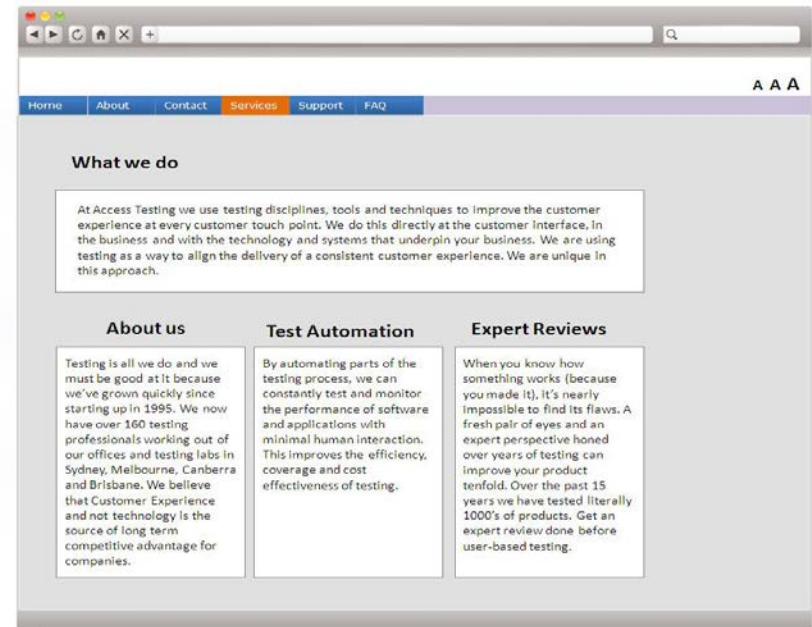 A A A
Home About Contact Services Support FAQ
What we do
At Access Testing we use testing disciplines, tools and techniques to improve the customer
experience at every customer touch point. We do this directly at the customer interface, in
the business and with the technology and systems that underpin your business. We are using
testing as a way to align the delivery of a consistent customer experience. We are unique in
this approach.
About us
Testing is all we do and we
must be good at it because
we've grown quickly since
starting up in 1995. We now
have over 160 testing
professionals working out of
our offices and testing labs in
Sydney, Melbourne, Canberra
and Brisbane. We believe
that Customer Experience
and not technology is the
source of long term
competitive advantage for
companies.
Test Automation
By automating parts of the
testing process, we can
constantly test and monitor
the performance of software
and applications with
minimal human interaction.
This improves the efficiency,
coverage and cost
effectiveness of testing.
Expert Reviews
When you know how
something works (because
you made it), it's nearly
impossible to find its flaws. A
fresh pair of eyes and an
expert perspective honed
over years of testing can
improve your product
tenfold. Over the past 15
years we have tested literally
1000's of products. Get an
expert review done before
user-based testing.